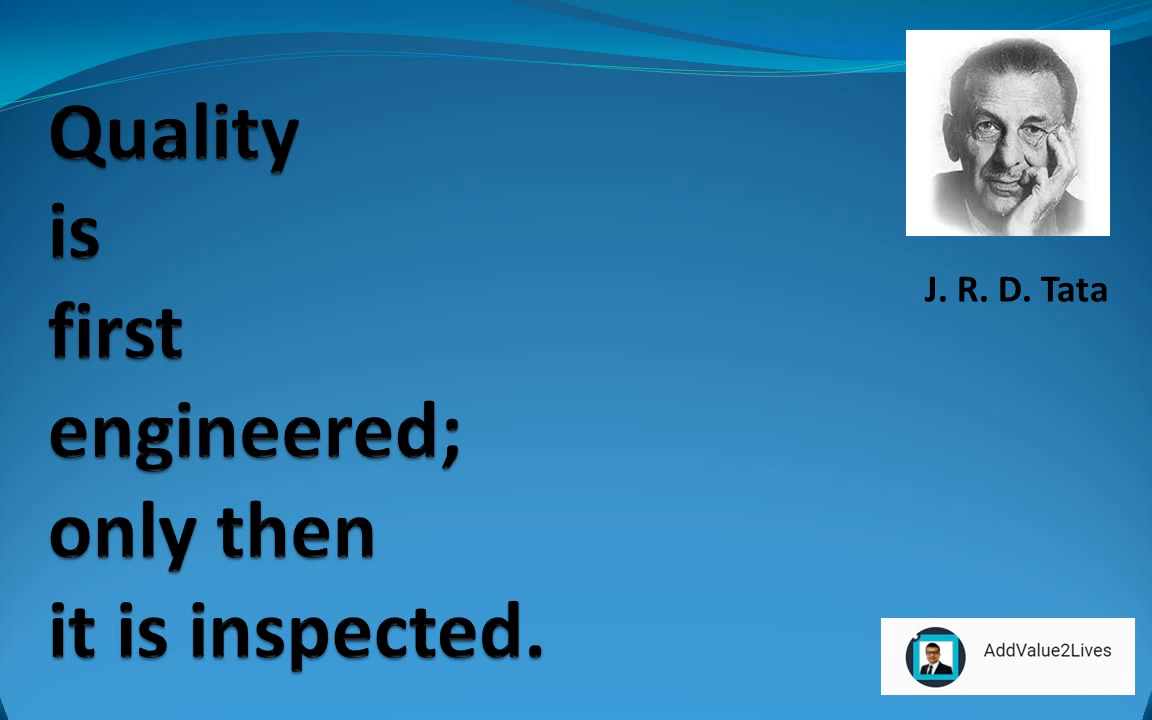 Quality
is
first
engineered;
only then
it is inspected.
J. R. D. Tata
AddValue2Lives